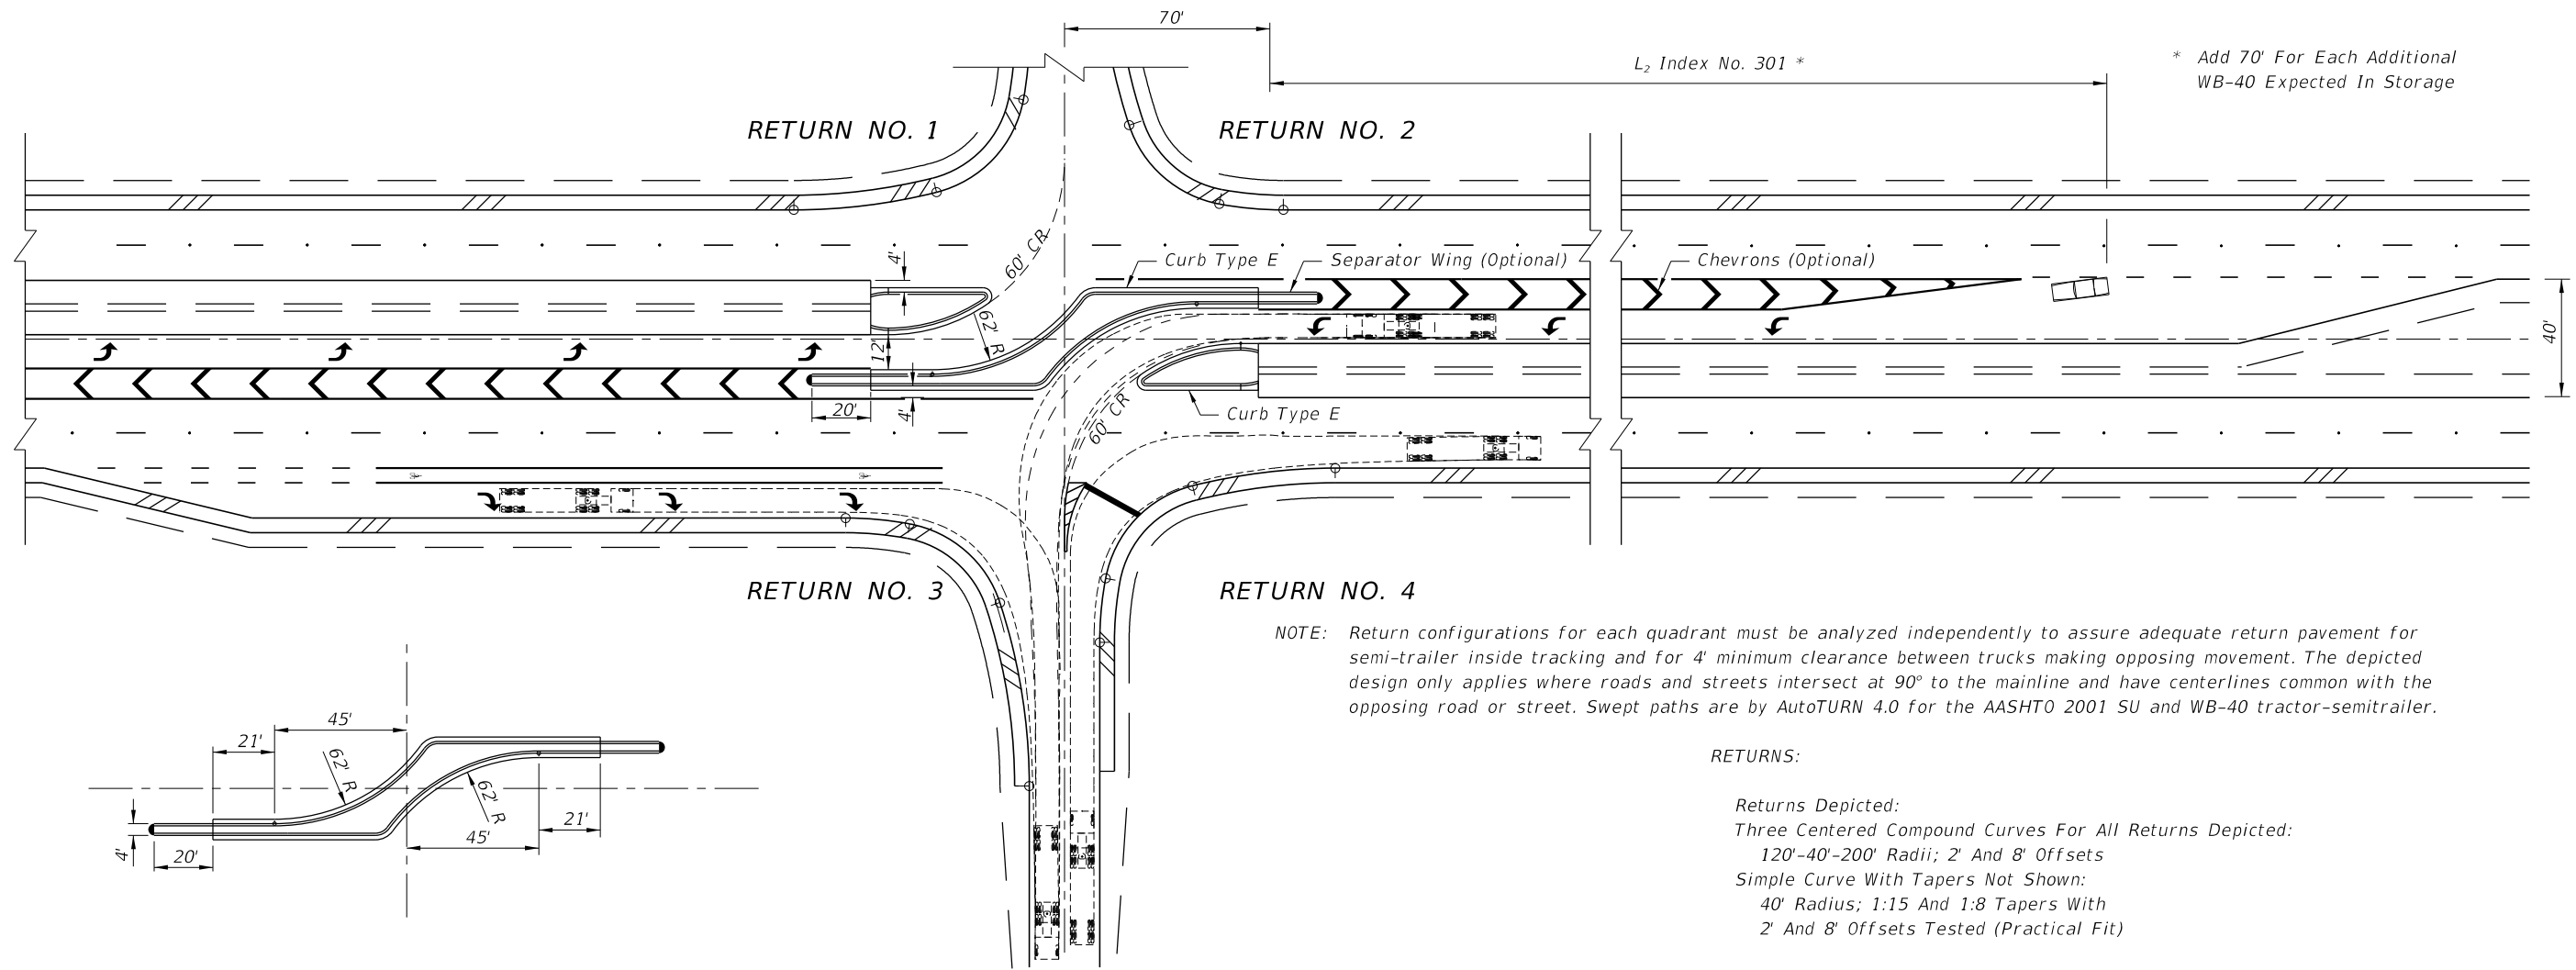 70'
L₂ Index No. 301 *
* Add 70' For Each Additional
WB-40 Expected In Storage
RETURN NO. 1
RETURN NO. 2
60' CR
4'
Curb Type E
Separator Wing (Optional)
Chevrons (Optional)
62' R
12'
40'
20'
4'
60' CR
Curb Type E
RETURN NO. 3
RETURN NO. 4
NOTE: Return configurations for each quadrant must be analyzed independently to assure adequate return pavement for
semi-trailer inside tracking and for 4' minimum clearance between trucks making opposing movement. The depicted
design only applies where roads and streets intersect at 90° to the mainline and have centerlines common with the
opposing road or street. Swept paths are by AutoTURN 4.0 for the AASHTO 2001 SU and WB-40 tractor-semitrailer.
45'
21'
62' R
62' R
21'
45'
4'
20'
RETURNS:
Returns Depicted:
Three Centered Compound Curves For All Returns Depicted:
120'-40'-200' Radii; 2' And 8' Offsets
Simple Curve With Tapers Not Shown:
40' Radius; 1:15 And 1:8 Tapers With
2' And 8' Offsets Tested (Practical Fit)